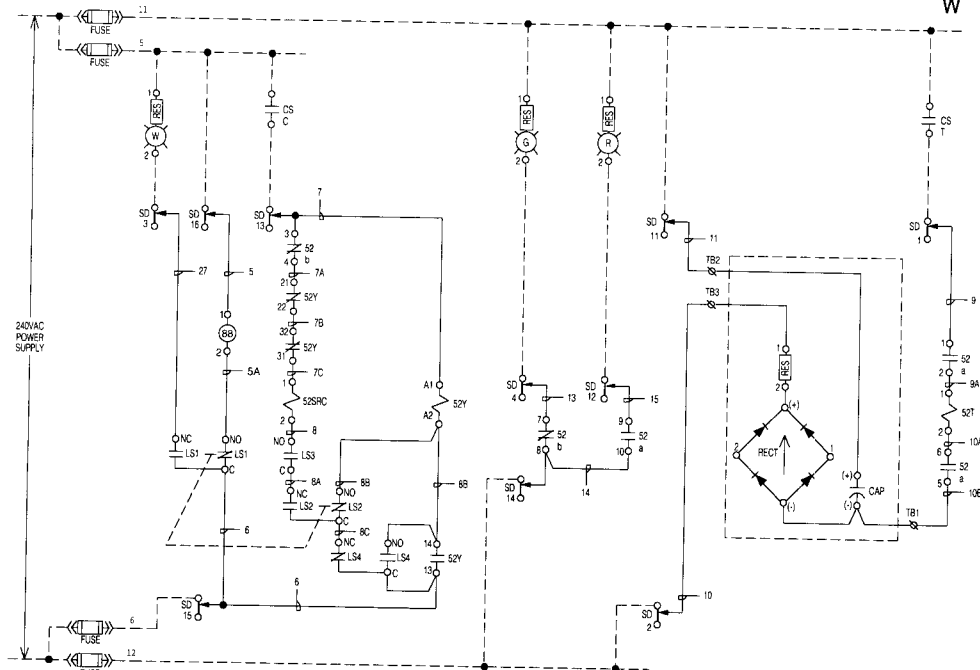 W
11
FUSE
5
FUSE
240VAC
POWER
SUPPLY
1
RES
W
2
SD
3
27
NC
LS1
SD
16
5
1
88
2
5A
NO
LS1
C
6
CS
C
SD
13
7
3
52
4
b
21
7A
52Y
22
7B
32
52Y
31
7C
1
52SRC
2
8
NO
LS3
C
8A
NC
LS2
8B
NO
LS2
C
8C
NC
LS4
NO
LS4
C
A1
52Y
A2
8B
14
52Y
13
6
SD
15
6
FUSE
12
1
RES
G
2
SD
4
13
7
52
8
b
SD
14
14
1
RES
R
2
SD
12
15
9
52
10
a
SD
11
11
TB2
TB3
1
RES
2
(+)
2
RECT
1
(-)
(+)
CAP
(-)
TB1
SD
2
10
CS
T
SD
1
9
1
52
2
a
9A
1
52T
2
10A
6
52
5
a
10B